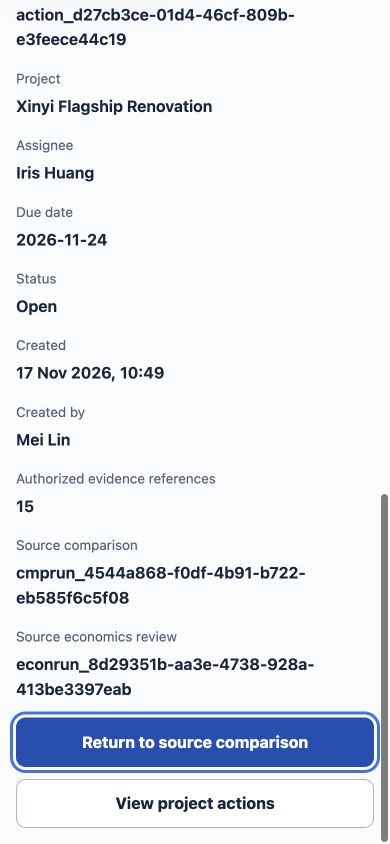 action_d27cb3ce-01d4-46cf-809b-
e3feece44c19
Project
Xinyi Flagship Renovation
Assignee
Iris Huang
Due date
2026-11-24
Status
Open
Created
17 Nov 2026, 10:49
Created by
Mei Lin
Authorized evidence references
15
Source comparison
cmprun_4544a868-f0df-4b91-b722-
eb585f6c5f08
Source economics review
econrun_8d29351b-aa3e-4738-928a-
413be3397eab
Return to source comparison
View project actions